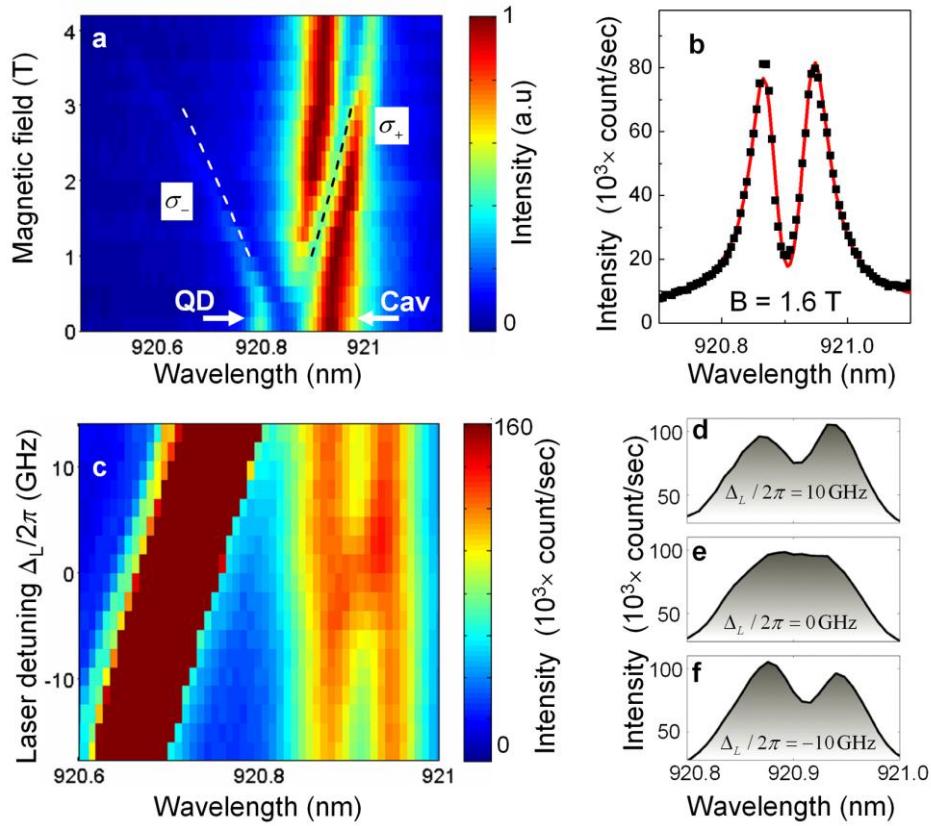 a
Magnetic field (T)
4
3
2
1
0
σ₋
σ₊
QD
Cav
920.6
920.8
921
Wavelength (nm)
1
0
Intensity (a.u)
b
Intensity (10³× count/sec)
80
60
40
20
0
B = 1.6 T
920.8
921.0
Wavelength (nm)
c
Laser detuning Δ_L/2π (GHz)
10
0
-10
920.6
920.8
921
Wavelength (nm)
160
0
Intensity (10³× count/sec)
d
100
50
Δ_L / 2π = 10 GHz
e
100
50
Δ_L / 2π = 0 GHz
f
100
50
Δ_L / 2π = −10 GHz
Intensity (10³× count/sec)
920.8
920.9
921.0
Wavelength (nm)